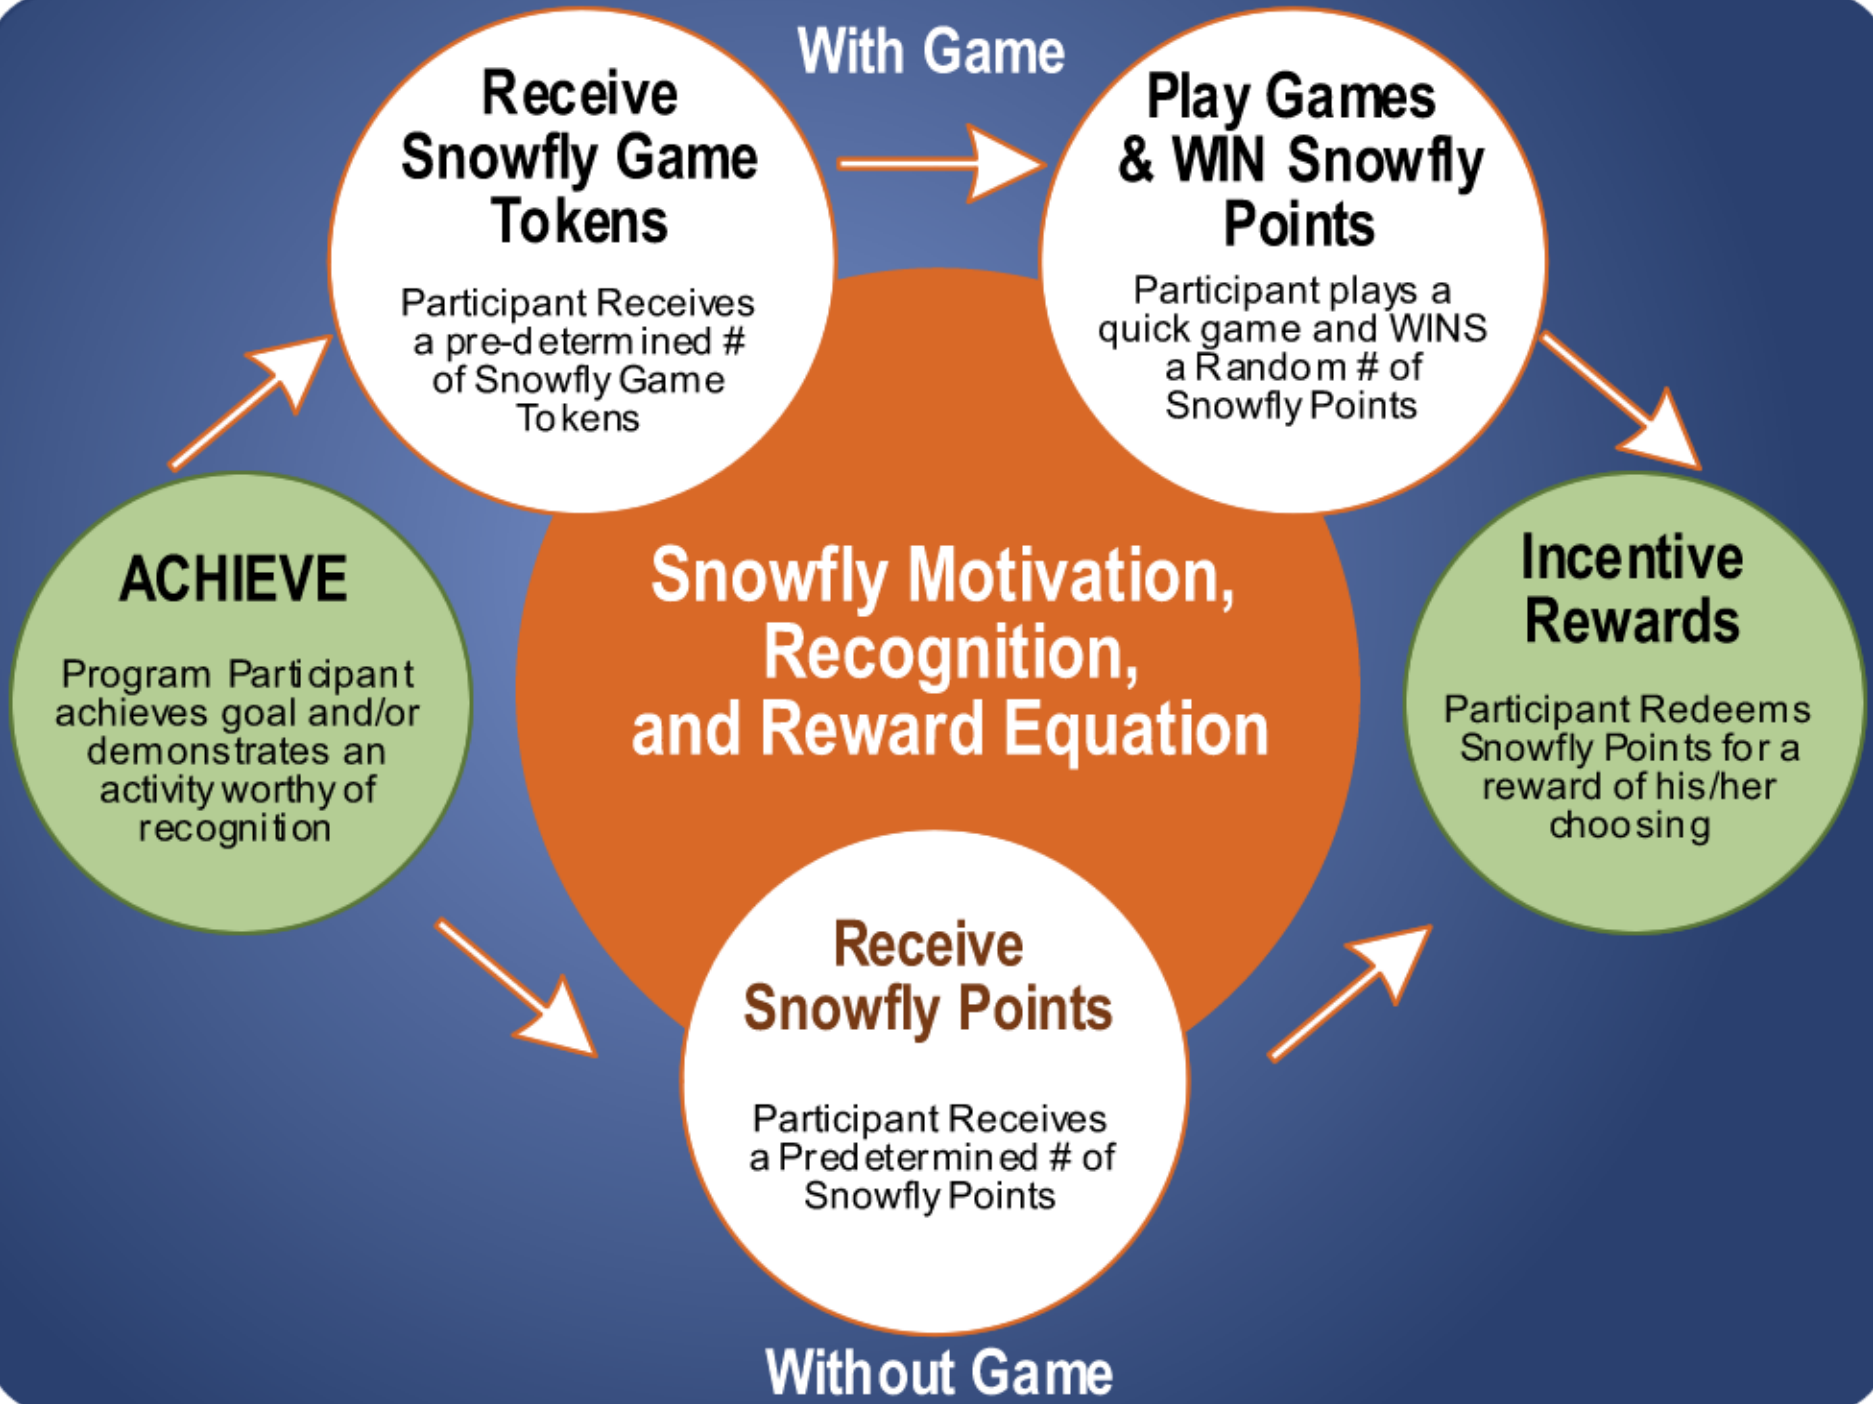 With Game
Receive
Snowfly Game
Tokens
Participant Receives
a pre-determined #
of Snowfly Game
Tokens
Play Games
& WIN Snowfly
Points
Participant plays a
quick game and WINS
a Random # of
Snowfly Points
ACHIEVE
Program Participant
achieves goal and/or
demonstrates an
activity worthy of
recognition
Snowfly Motivation,
Recognition,
and Reward Equation
Incentive
Rewards
Participant Redeems
Snowfly Points for a
reward of his/her
choosing
Receive
Snowfly Points
Participant Receives
a Predetermined # of
Snowfly Points
Without Game